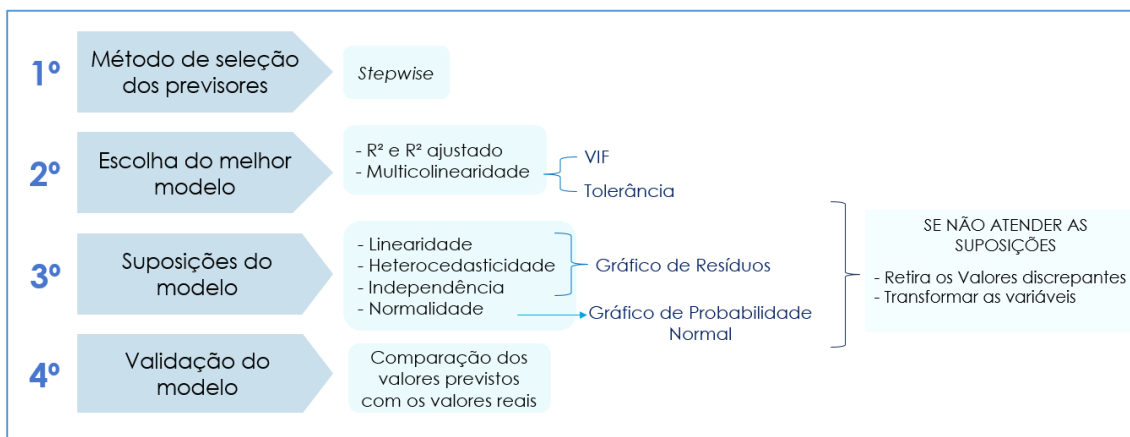 1º
Método de seleção
dos previsores
Stepwise
2º
Escolha do melhor
modelo
- R² e R² ajustado
- Multicolinearidade
VIF
Tolerância
3º
Suposições do
modelo
- Linearidade
- Heterocedasticidade
- Independência
- Normalidade
Gráfico de Resíduos
Gráfico de Probabilidade
Normal
SE NÃO ATENDER AS
SUPOSIÇÕES
- Retira os Valores discrepantes
- Transformar as variáveis
4º
Validação do
modelo
Comparação dos
valores previstos
com os valores reais